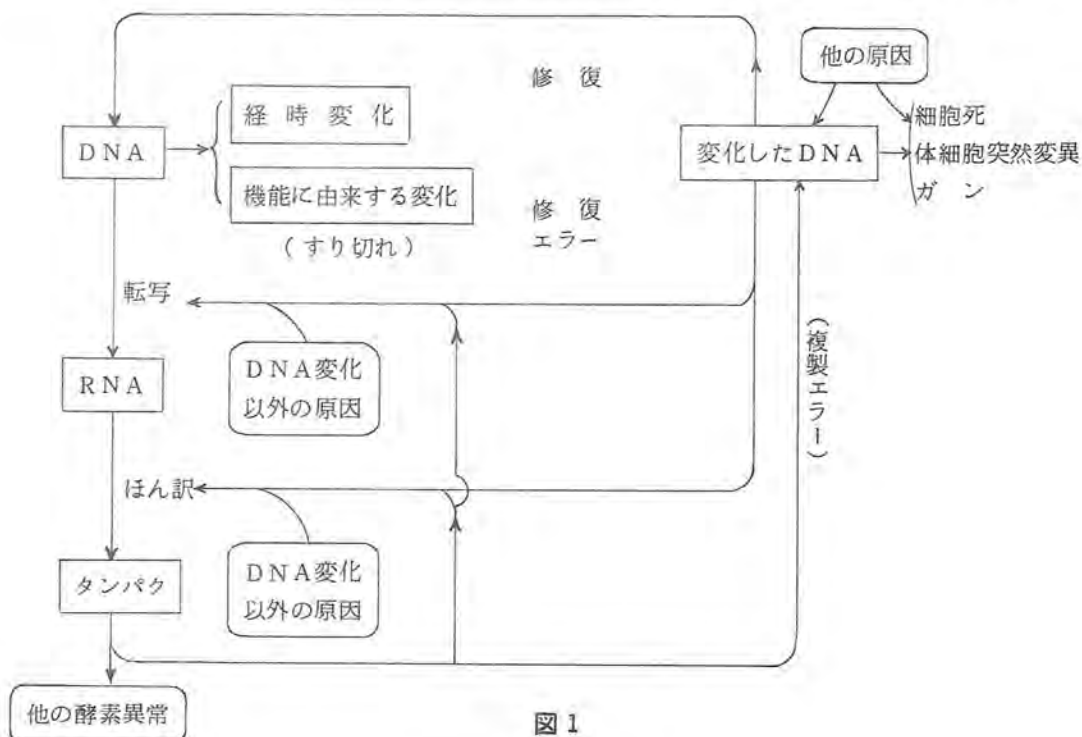 他の原因
修復
細胞死
経時変化
DNA
変化したDNA
体細胞突然変異
ガン
機能に由来する変化
修復
エラー
(すり切れ)
転写
(複製エラー)
DNA変化
以外の原因
RNA
ほん訳
DNA変化
以外の原因
タンパク
他の酵素異常
図1